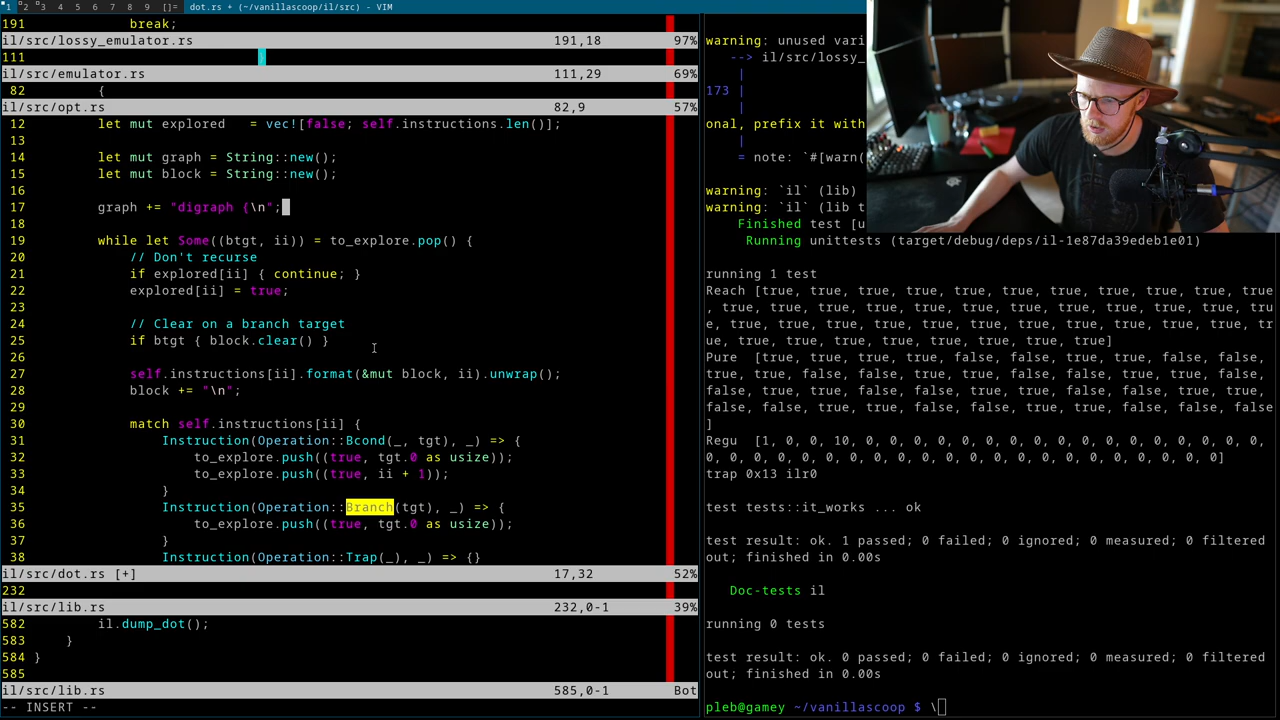 1 2 3 4 5 6 7 8 9 []= dot.rs + (~/vanillascoop/il/src) - VIM
191             break;
il/src/lossy_emulator.rs 191,18 97%
111                             }
il/src/emulator.rs 111,29 69%
82         {
il/src/opt.rs 82,9 57%
12         let mut explored   = vec![false; self.instructions.len()];
13
14         let mut graph = String::new();
15         let mut block = String::new();
16
17         graph += "digraph {\n";
18
19         while let Some((btgt, ii)) = to_explore.pop() {
20             // Don't recurse
21             if explored[ii] { continue; }
22             explored[ii] = true;
23
24             // Clear on a branch target
25             if btgt { block.clear() }
26
27             self.instructions[ii].format(&mut block, ii).unwrap();
28             block += "\n";
29
30             match self.instructions[ii] {
31                 Instruction(Operation::Bcond(_, tgt), _) => {
32                     to_explore.push((true, tgt.0 as usize));
33                     to_explore.push((true, ii + 1));
34                 }
35                 Instruction(Operation::Branch(tgt), _) => {
36                     to_explore.push((true, tgt.0 as usize));
37                 }
38                 Instruction(Operation::Trap(_), _) => {}
il/src/dot.rs [+] 17,32 52%
232
il/src/lib.rs 232,0-1 39%
582         il.dump_dot();
583     }
584 }
585
il/src/lib.rs 585,0-1 Bot
-- INSERT --
warning: unused vari
   --> il/src/lossy_
    |
173 |
    |
onal, prefix it with
    |
    = note: `#[warn(
warning: `il` (lib)
warning: `il` (lib t
    Finished test [u
     Running unittests (target/debug/deps/il-1e87da39edeb1e01)
running 1 test
Reach [true, true, true, true, true, true, true, true, true, true
, true, true, true, true, true, true, true, true, true, true, tru
e, true, true, true, true, true, true, true, true, true, true, tr
ue, true, true, true, true, true, true]
Pure  [true, true, true, false, true, true, true, false, false,
true, true, false, false, true, true, false, false, true, false,
false, true, true, false, false, true, false, false, true, true,
false, false, true, true, false, true, false, false, false, false
]
Regu  [1, 0, 0, 10, 0, 0, 0, 0, 0, 0, 0, 0, 0, 0, 0, 0, 0, 0, 0,
0, 0, 0, 0, 0, 0, 0, 0, 0, 0, 0, 0, 0, 0, 0, 0, 0, 0, 0]
trap 0x13 ilr0
test tests::it_works ... ok
test result: ok. 1 passed; 0 failed; 0 ignored; 0 measured; 0 filtered
out; finished in 0.00s
   Doc-tests il
running 0 tests
test result: ok. 0 passed; 0 failed; 0 ignored; 0 measured; 0 filtered
out; finished in 0.00s
pleb@gamey ~/vanillascoop $ \